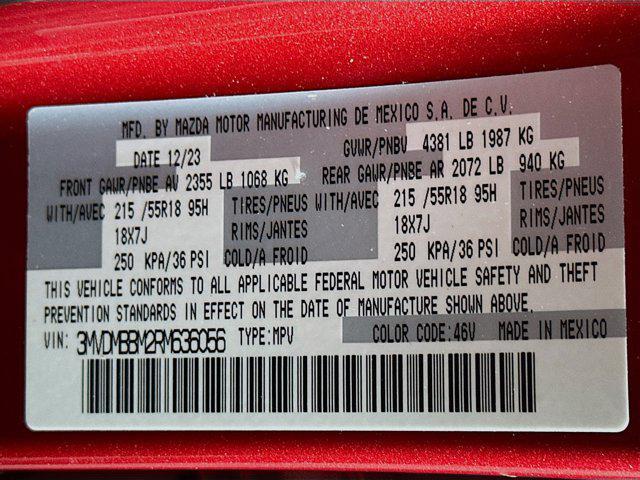 MFD. BY MAZDA MOTOR MANUFACTURING DE MEXICO S.A. DE C.V.
DATE 12/23 GVWR/PNBV 4381 LB 1987 KG
FRONT GAWR/PNBE AV 2355 LB 1068 KG REAR GAWR/PNBE AR 2072 LB 940 KG
WITH/AVEC 215 /55R18 95H TIRES/PNEUS WITH/AVEC 215 /55R18 95H TIRES/PNEUS
18X7J RIMS/JANTES 18X7J RIMS/JANTES
250 KPA/36 PSI COLD/A FROID 250 KPA/36 PSI COLD/A FROID
THIS VEHICLE CONFORMS TO ALL APPLICABLE FEDERAL MOTOR VEHICLE SAFETY AND THEFT
PREVENTION STANDARDS IN EFFECT ON THE DATE OF MANUFACTURE SHOWN ABOVE.
VIN: 3MVDMBBM2RM636056 TYPE:MPV COLOR CODE:46V MADE IN MEXICO